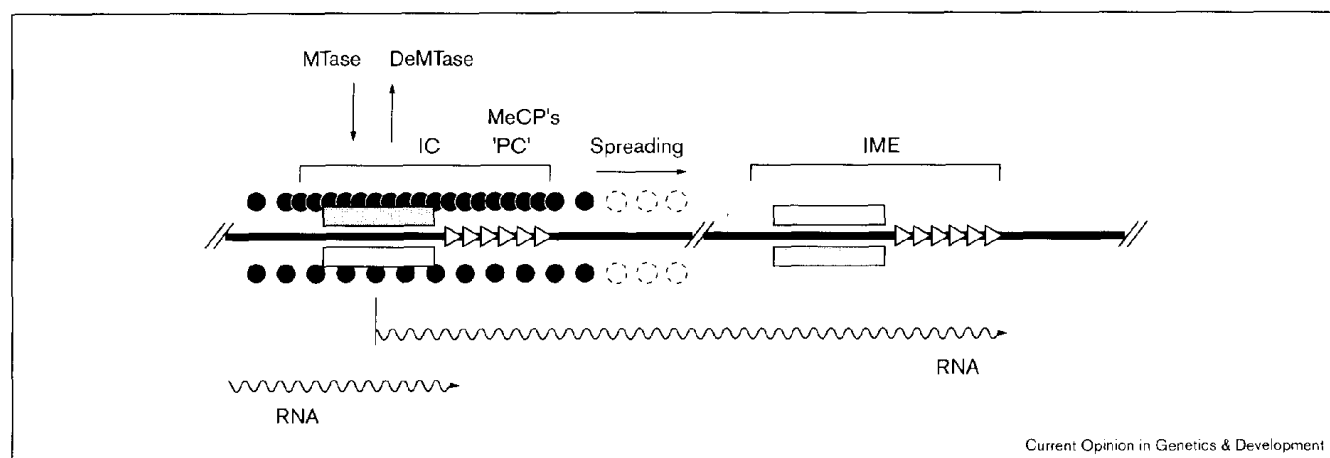 MTase DeMTase
MeCP's
IC 'PC' Spreading IME
RNA
RNA
Current Opinion in Genetics & Development